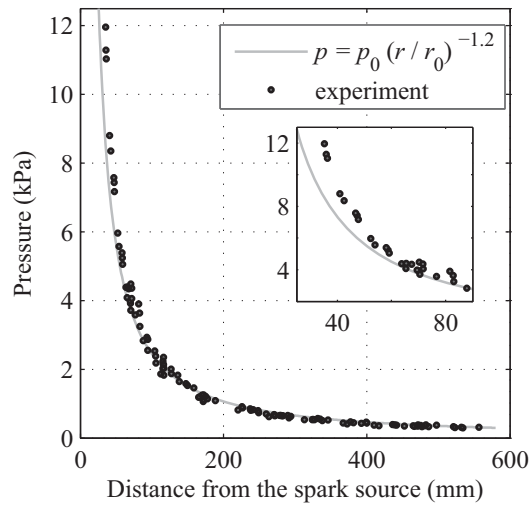 12
10
8
6
4
2
0
Pressure (kPa)
p = p₀ (r / r₀)⁻¹·²
experiment
12
8
4
40 80
0 200 400 600
Distance from the spark source (mm)